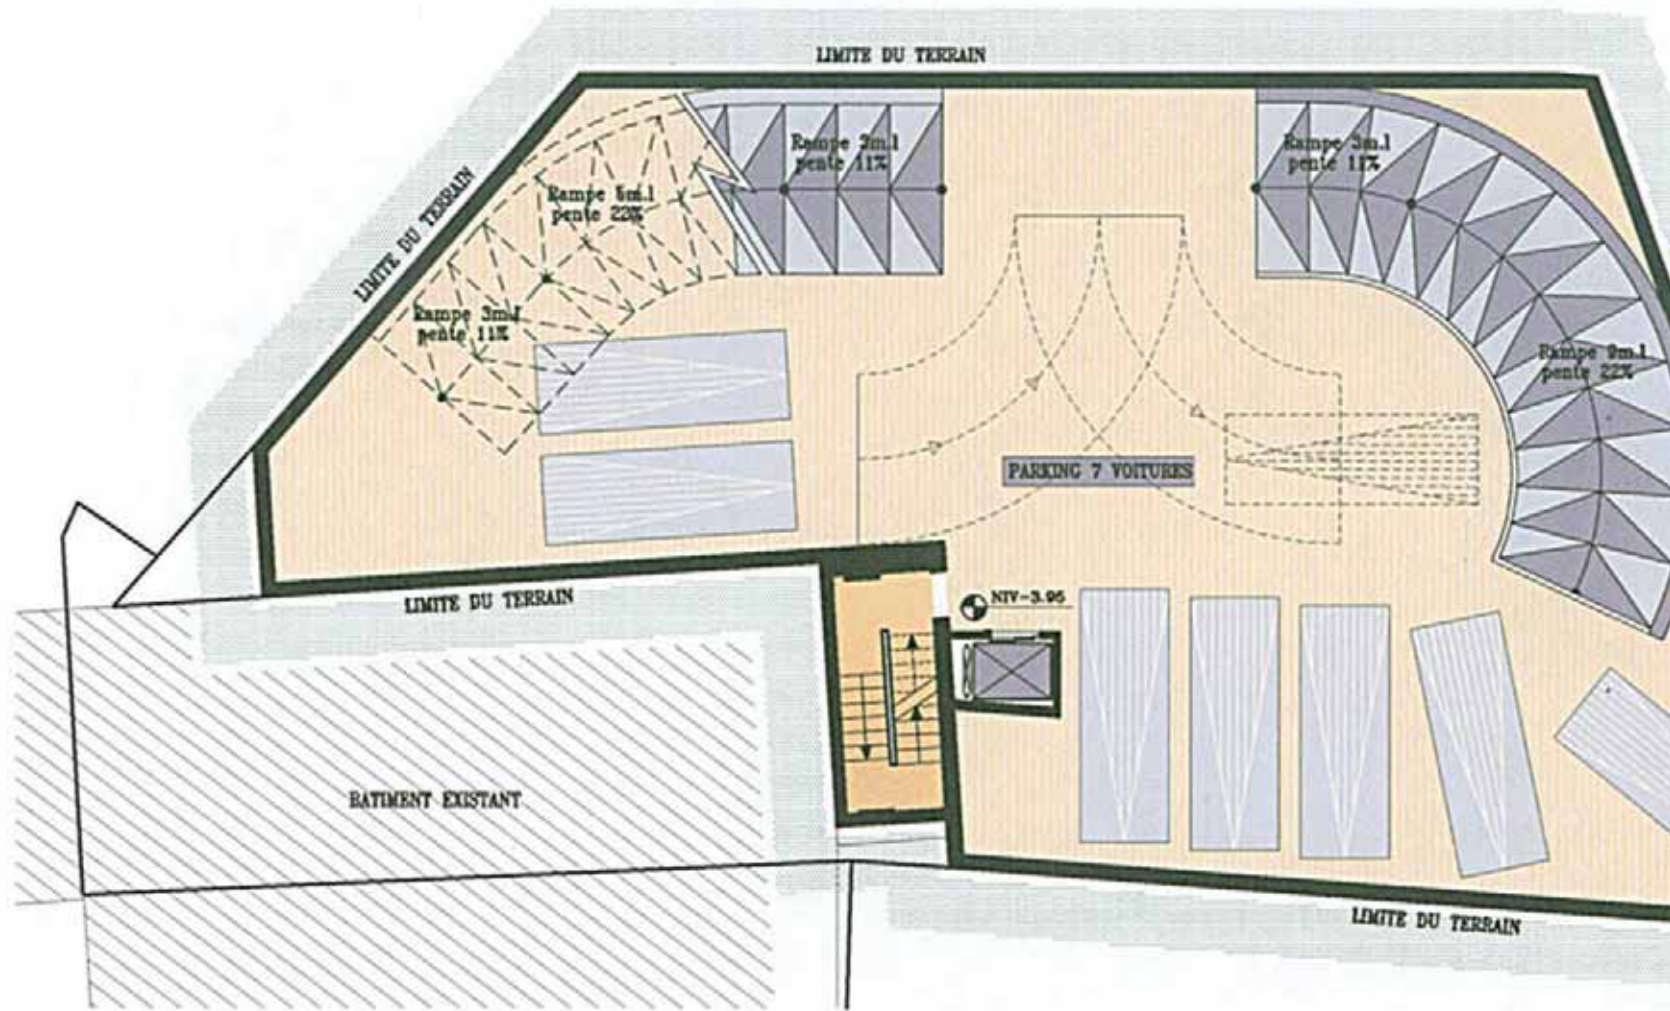 LIMITE DU TERRAIN
Rampe 3m.l
pente 11%
Rampe 3m.l
pente 11%
LIMITE DU TERRAIN
Rampe 5m.l
pente 22%
Rampe 3m.l
pente 11%
Rampe 9m.l
pente 22%
PARKING 7 VOITURES
LIMITE DU TERRAIN
NIV-3.95
BATIMENT EXISTANT
LIMITE DU TERRAIN